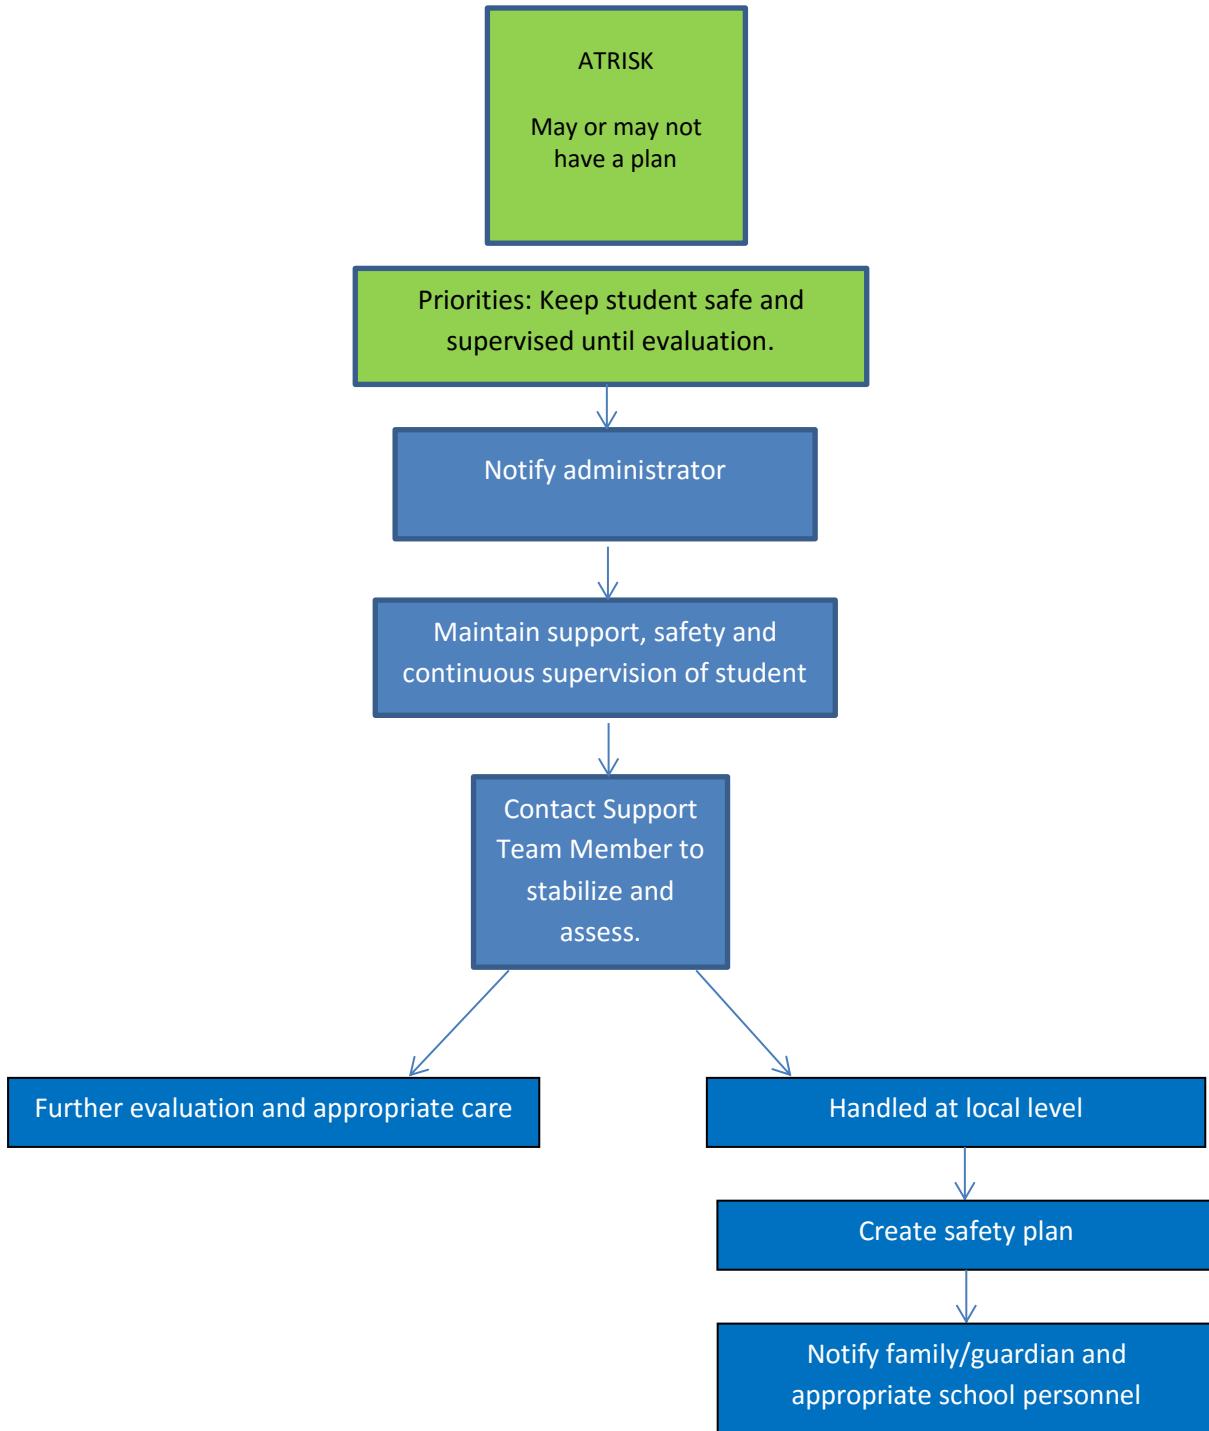 ATRISK
May or may not
have a plan
Priorities: Keep student safe and
supervised until evaluation.
Notify administrator
Maintain support, safety and
continuous supervision of student
Contact Support
Team Member to
stabilize and
assess.
Further evaluation and appropriate care
Handled at local level
Create safety plan
Notify family/guardian and
appropriate school personnel